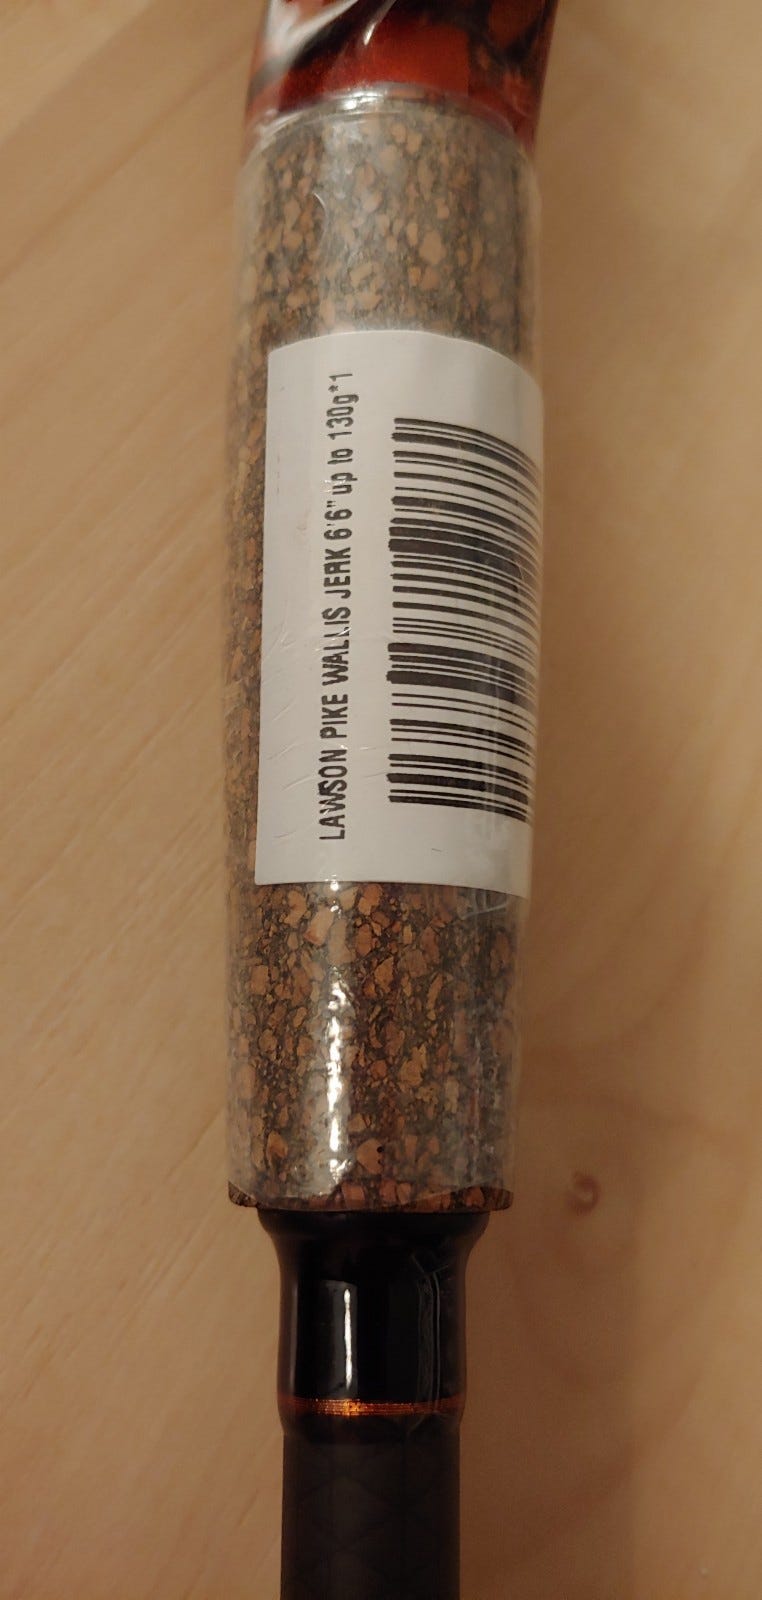 LAWSON PIKE WALLIS JERK 6'6" up to 130g*1